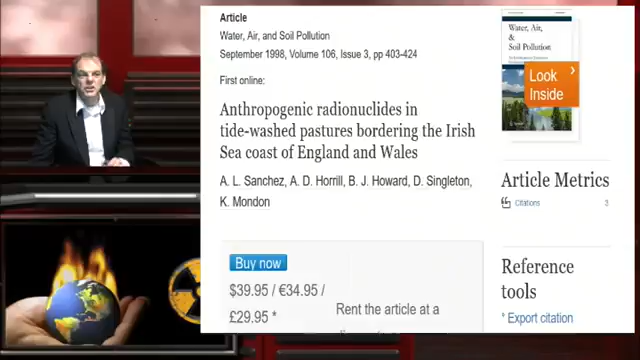 Article
Water, Air, and Soil Pollution
September 1998, Volume 106, Issue 3, pp 403-424
First online:
Anthropogenic radionuclides in
tide-washed pastures bordering the Irish
Sea coast of England and Wales
A. L. Sanchez, A. D. Horrill, B. J. Howard, D. Singleton,
K. Mondon
Buy now
$39.95 / €34.95 /
£29.95 *
Rent the article at a
Water, Air,
&
Soil Pollution
Look
Inside
Article Metrics
Citations
3
Reference
tools
Export citation